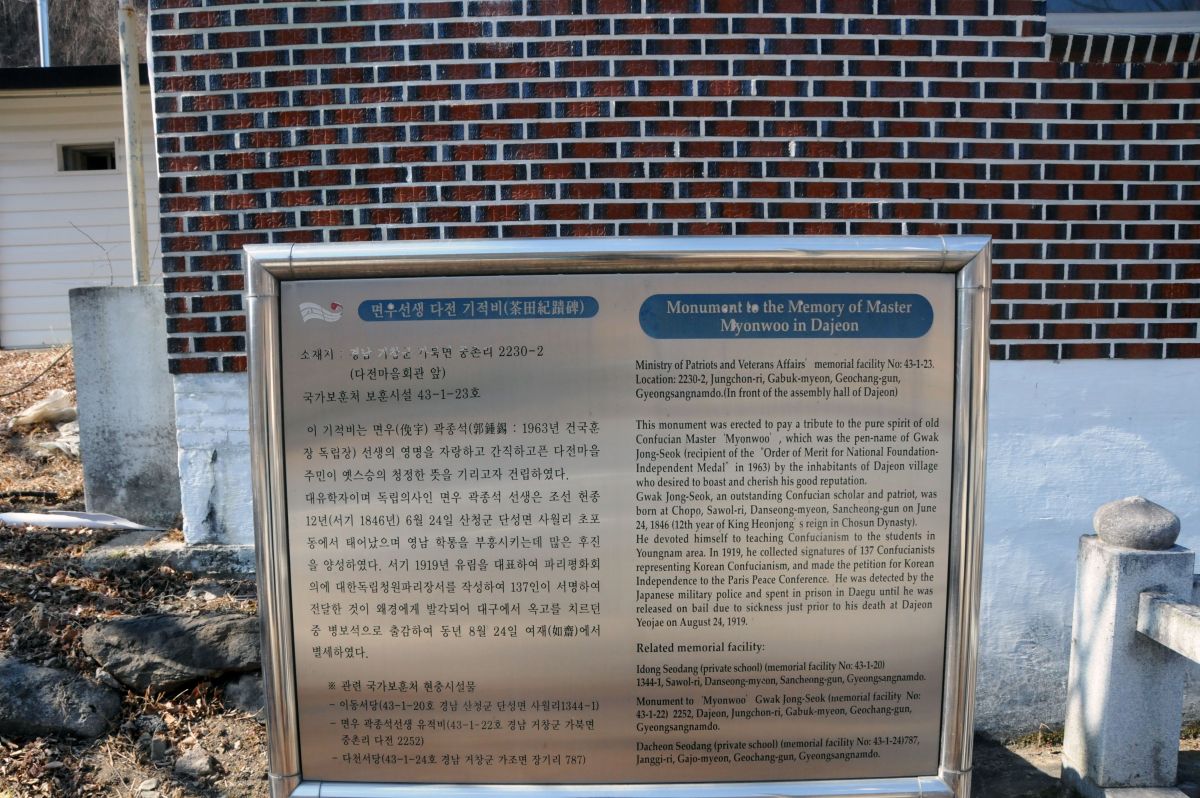 면우선생 다전 기적비(茶田紀蹟碑)
소재지 : 경남 거창군 가북면 중촌리 2230-2
(다전마을회관 앞)
국가보훈처 보훈시설 43-1-23호
이 기적비는 면우(俛宇) 곽종석(郭鍾錫 : 1963년 건국훈
장 독립장) 선생의 영명을 자랑하고 간직하고픈 다전마을
주민이 옛스승의 청정한 뜻을 기리고자 건립하였다.
대유학자이며 독립의사인 면우 곽종석 선생은 조선 헌종
12년(서기 1846년) 6월 24일 산청군 단성면 사월리 초포
동에서 태어났으며 영남 학통을 부흥시키는데 많은 후진
을 양성하였다. 서기 1919년 유림을 대표하여 파리평화회
의에 대한독립청원파리장서를 작성하여 137인이 서명하여
전달한 것이 왜경에게 발각되어 대구에서 옥고를 치르던
중 병보석으로 출감하여 동년 8월 24일 여재(如齋)에서
별세하였다.
※ 관련 국가보훈처 현충시설물
- 이동서당(43-1-20호 경남 산청군 단성면 사월리1344-1)
- 면우 곽종석선생 유적비(43-1-22호 경남 거창군 가북면
중촌리 다전 2252)
- 다천서당(43-1-24호 경남 거창군 가조면 장기리 787)
Monument to the Memory of Master
Myonwoo in Dajeon
Ministry of Patriots and Veterans Affairs' memorial facility No: 43-1-23.
Location: 2230-2, Jungchon-ri, Gabuk-myeon, Geochang-gun,
Gyeongsangnamdo.(In front of the assembly hall of Dajeon)
This monument was erected to pay a tribute to the pure spirit of old
Confucian Master 'Myonwoo', which was the pen-name of Gwak
Jong-Seok (recipient of the "Order of Merit for National Foundation-
Independent Medal" in 1963) by the inhabitants of Dajeon village
who desired to boast and cherish his good reputation.
Gwak Jong-Seok, an outstanding Confucian scholar and patriot, was
born at Chopo, Sawol-ri, Danseong-myeon, Sancheong-gun on June
24, 1846 (12th year of King Heonjong's reign in Chosun Dynasty).
He devoted himself to teaching Confucianism to the students in
Youngnam area. In 1919, he collected signatures of 137 Confucianists
representing Korean Confucianism, and made the petition for Korean
Independence to the Paris Peace Conference. He was detected by the
Japanese military police and spent in prison in Daegu until he was
released on bail due to sickness just prior to his death at Dajeon
Yeojae on August 24, 1919.
Related memorial facility:
Idong Seodang (private school) (memorial facility No: 43-1-20)
1344-1, Sawol-ri, Danseong-myeon, Sancheong-gun, Gyeongsangnamdo.
Monument to 'Myonwoo' Gwak Jong-Seok (memorial facility No:
43-1-22) 2252, Dajeon, Jungchon-ri, Gabuk-myeon, Geochang-gun,
Gyeongsangnamdo.
Dacheon Seodang (private school) (memorial facility No: 43-1-24)787,
Janggi-ri, Gajo-myeon, Geochang-gun, Gyeongsangnamdo.